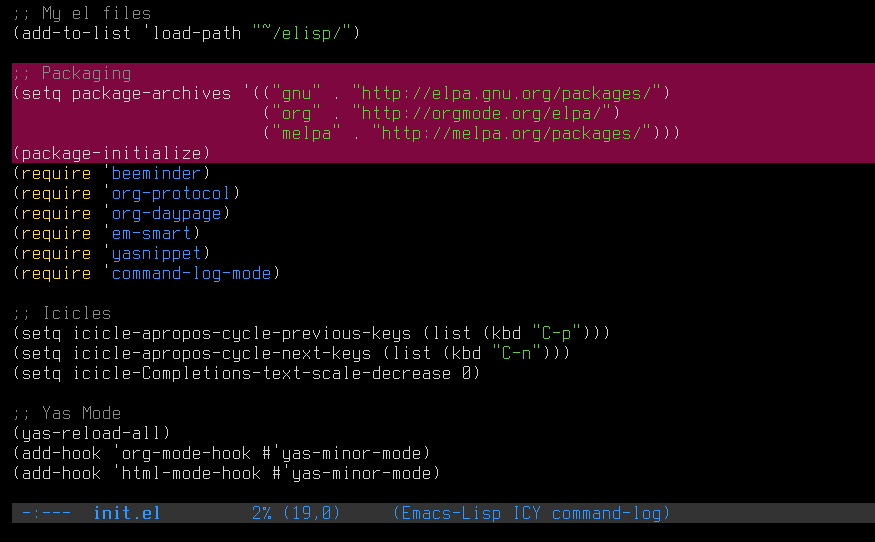 ;; My el files
(add-to-list 'load-path "~/elisp/")
;; Packaging
(setq package-archives '(("gnu" . "http://elpa.gnu.org/packages/")
("org" . "http://orgmode.org/elpa/")
("melpa" . "http://melpa.org/packages/")))
(package-initialize)
(require 'beeminder)
(require 'org-protocol)
(require 'org-daypage)
(require 'em-smart)
(require 'yasnippet)
(require 'command-log-mode)
;; Icicles
(setq icicle-apropos-cycle-previous-keys (list (kbd "C-p")))
(setq icicle-apropos-cycle-next-keys (list (kbd "C-n")))
(setq icicle-Completions-text-scale-decrease 0)
;; Yas Mode
(yas-reload-all)
(add-hook 'org-mode-hook #'yas-minor-mode)
(add-hook 'html-mode-hook #'yas-minor-mode)
-:--- init.el 2% (19,0) (Emacs-Lisp ICY command-log)